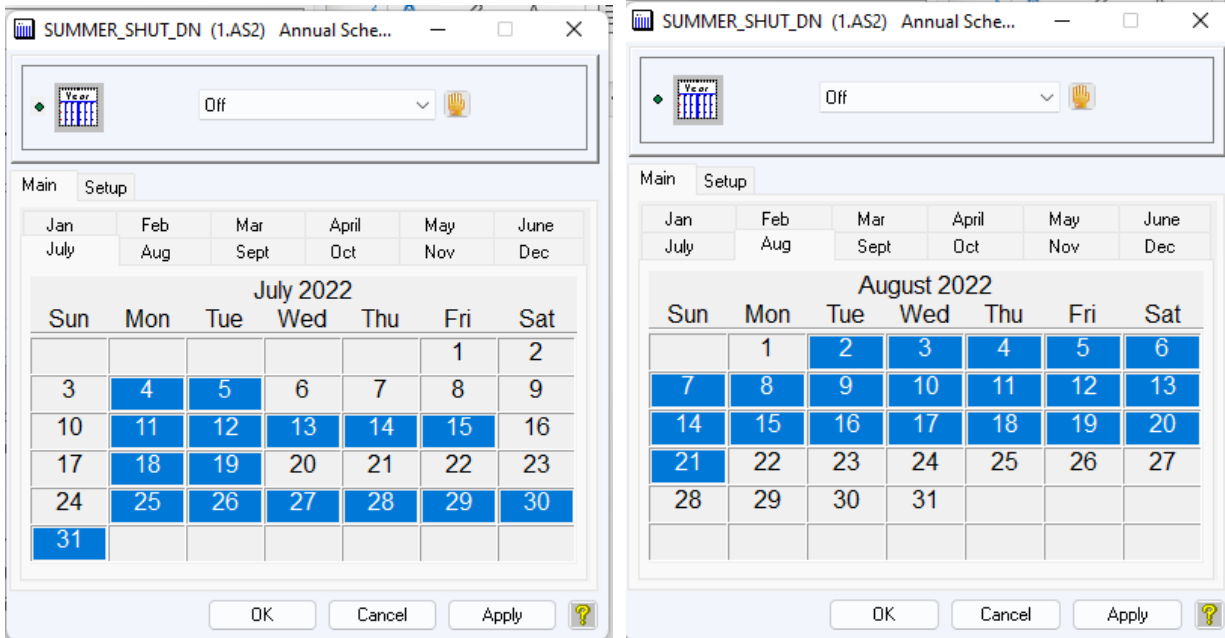 SUMMER_SHUT_DN (1.AS2) Annual Sche...
Year
Off
Main Setup
Jan Feb Mar April May June
July Aug Sept Oct Nov Dec
July 2022
Sun Mon Tue Wed Thu Fri Sat
1 2
3 4 5 6 7 8 9
10 11 12 13 14 15 16
17 18 19 20 21 22 23
24 25 26 27 28 29 30
31
OK Cancel Apply ?
SUMMER_SHUT_DN (1.AS2) Annual Sche...
Year
Off
Main Setup
Jan Feb Mar April May June
July Aug Sept Oct Nov Dec
August 2022
Sun Mon Tue Wed Thu Fri Sat
1 2 3 4 5 6
7 8 9 10 11 12 13
14 15 16 17 18 19 20
21 22 23 24 25 26 27
28 29 30 31
OK Cancel Apply ?